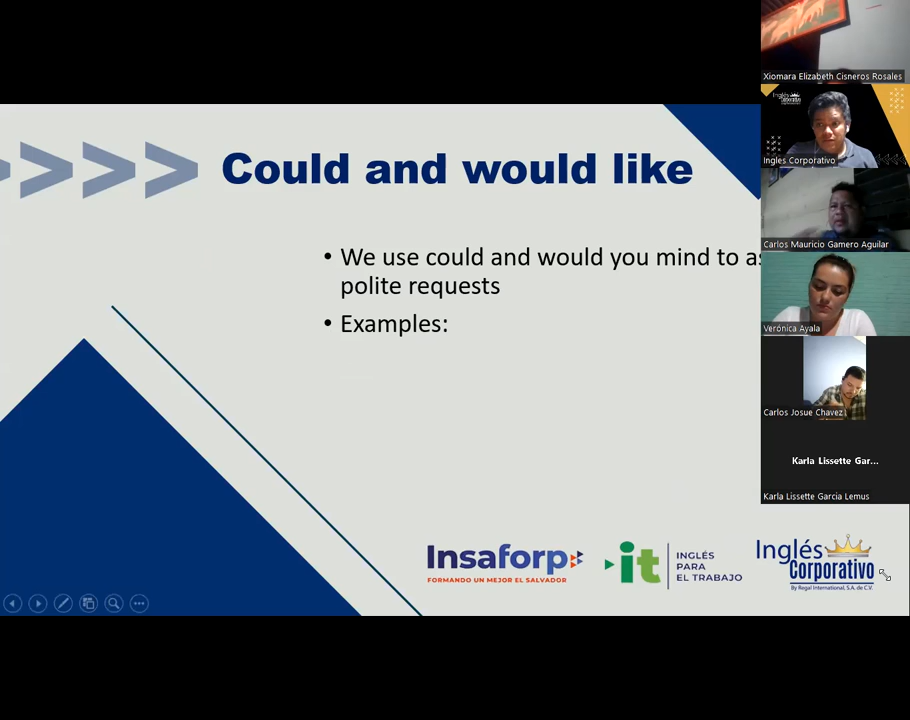 Could and would like
• We use could and would you mind to as
polite requests
• Examples:
Insaforp
FORMANDO UN MEJOR EL SALVADOR
it
INGLÉS
PARA
EL TRABAJO
Inglés
Corporativo
By Regal International, S.A. de C.V.
Xiomara Elizabeth Cisneros Rosales
Inglés
Corporativo
Ingles Corporativo
Carlos Mauricio Gamero Aguilar
Verónica Ayala
Carlos Josue Chavez
Karla Lissette Gar...
Karla Lissette Garcia Lemus